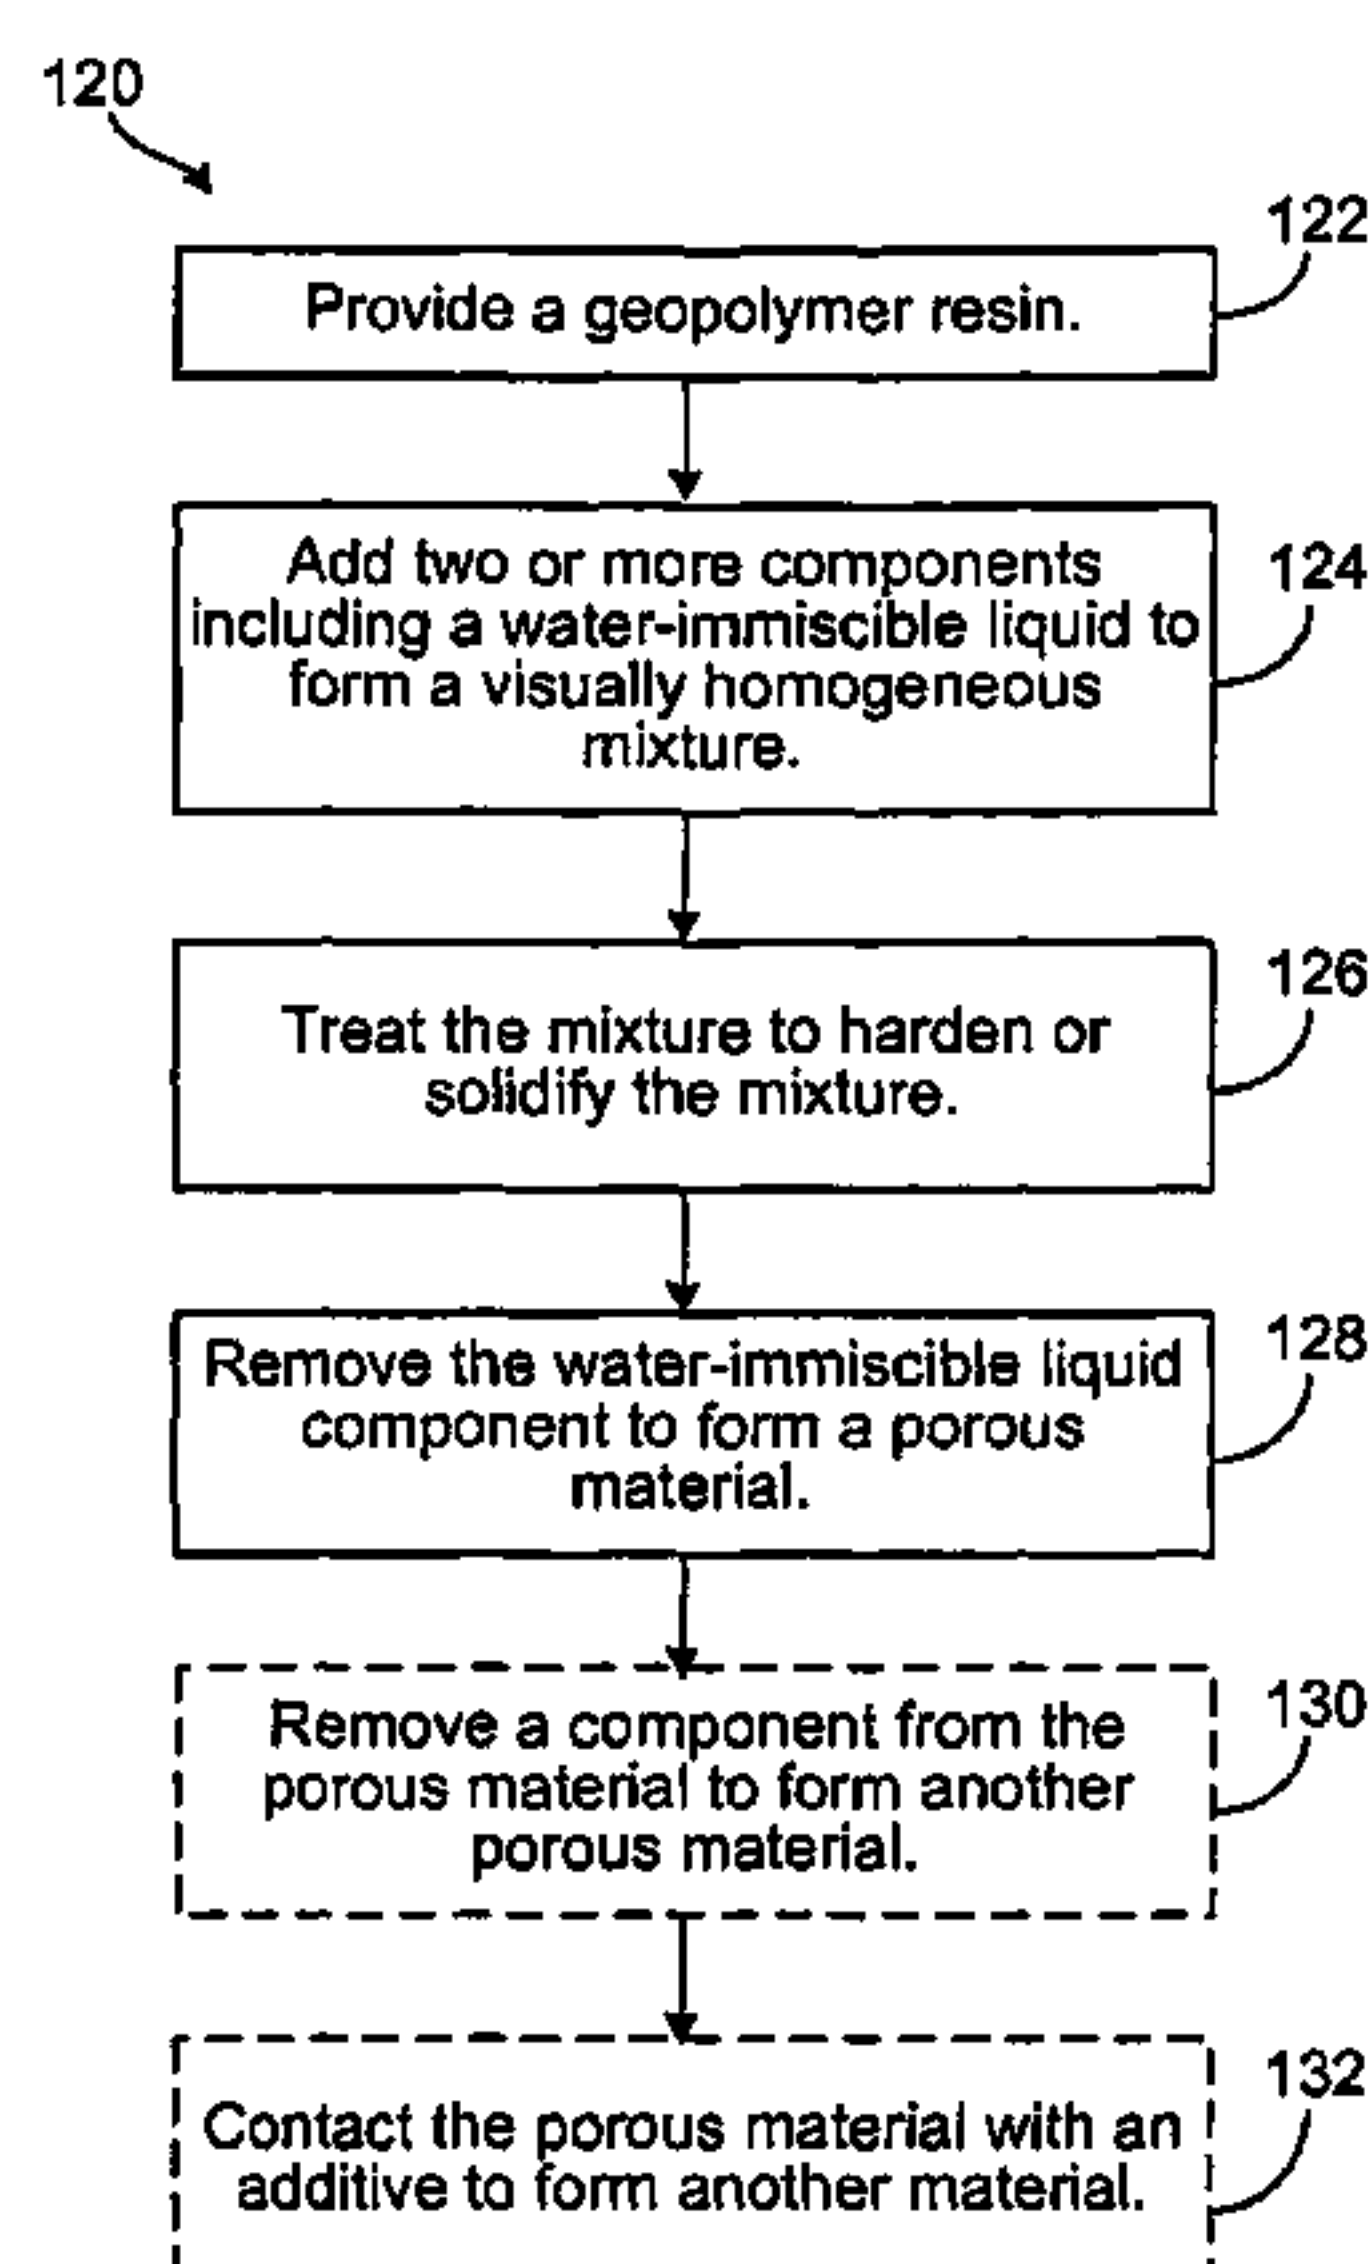 120
122
Provide a geopolymer resin.
Add two or more components
124
including a water-immiscible liquid to
form a visually homogeneous
mixture.
126
Treat the mixture to harden or
solidify the mixture.
128
Remove the water-immiscible liquid
component to form a porous
material.
130
Remove a component from the
porous material to form another
porous material.
132
Contact the porous material with an
additive to form another material.